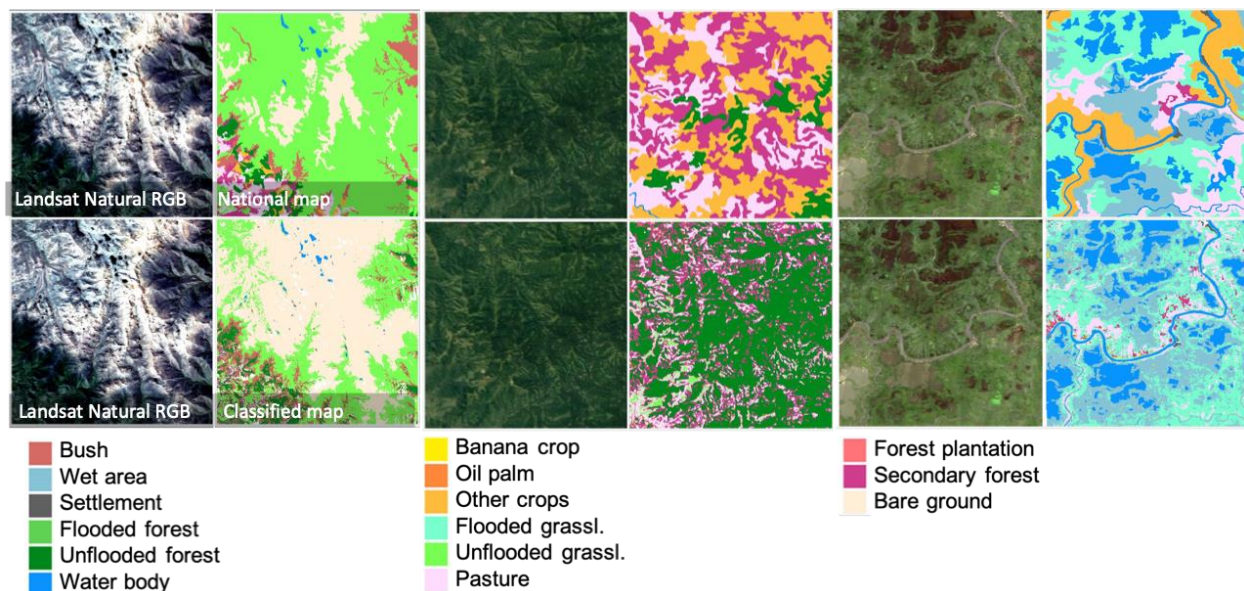 Landsat Natural RGB
National map
Landsat Natural RGB
Classified map
Bush
Wet area
Settlement
Flooded forest
Unflooded forest
Water body
Banana crop
Oil palm
Other crops
Flooded grassl.
Unflooded grassl.
Pasture
Forest plantation
Secondary forest
Bare ground